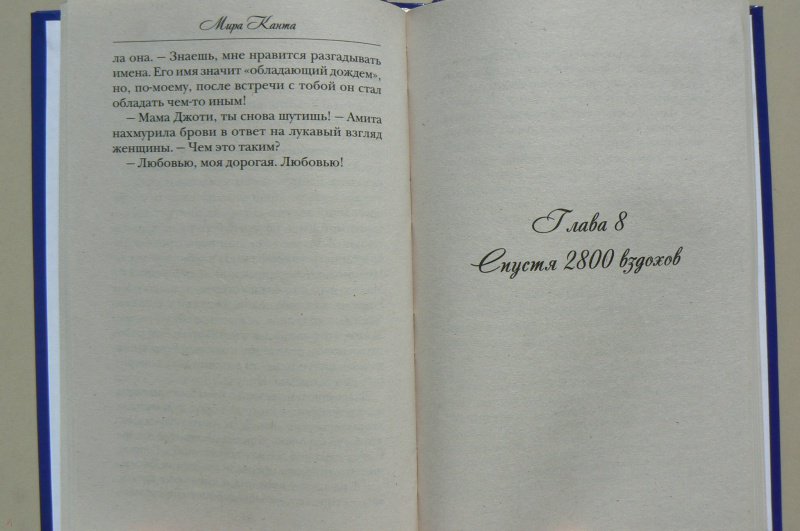 Мира Канта
ла она. — Знаешь, мне нравится разгадывать
имена. Его имя значит «обладающий дождем»,
но, по-моему, после встречи с тобой он стал
обладать чем-то иным!
— Мама Джоти, ты снова шутишь! — Амита
нахмурила брови в ответ на лукавый взгляд
женщины. — Чем это таким?
— Любовью, моя дорогая. Любовью!
Глава 8
Спустя 2800 вздохов